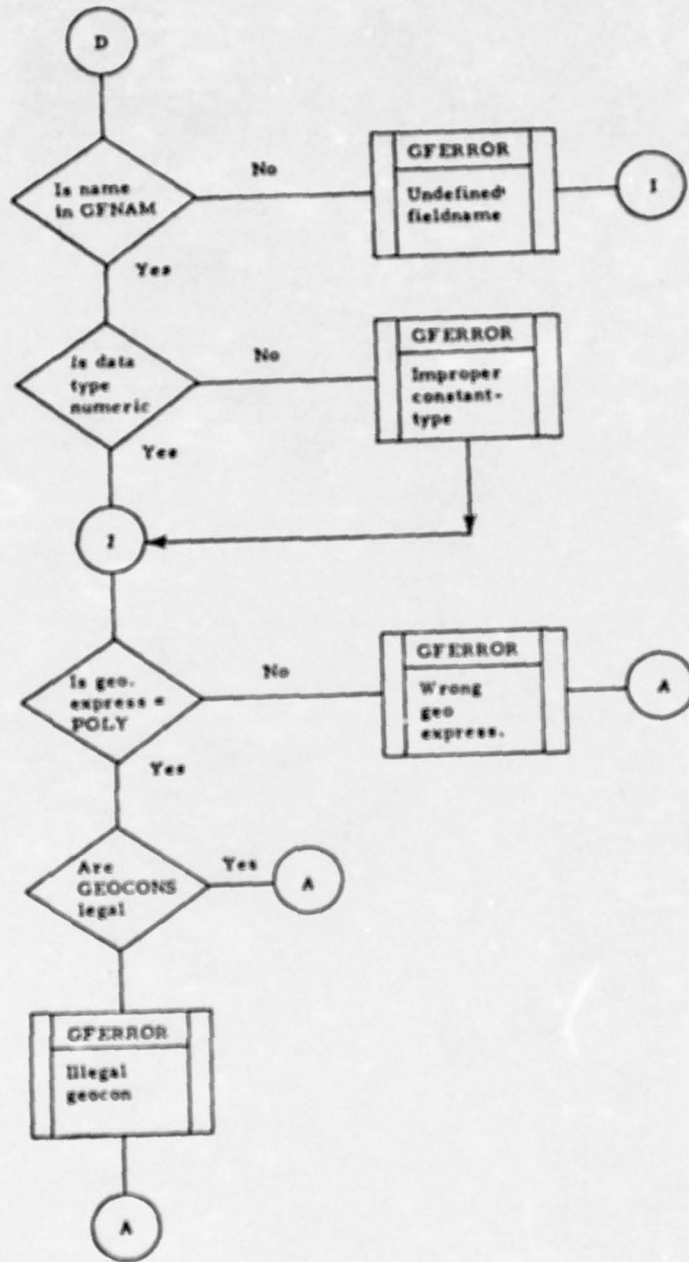 D
Is name
in GFNAM
No
GFERROR
Undefined
fieldname
I
Yes
Is data
type
numeric
No
GFERROR
Improper
constant-
type
Yes
I
Is geo.
express =
POLY
No
GFERROR
Wrong
geo
express.
A
Yes
Are
GEOCONS
legal
Yes
A
GFERROR
Illegal
geocon
A